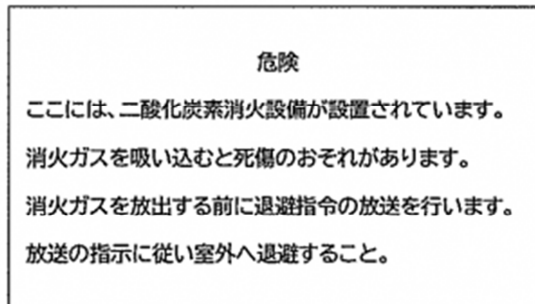 危険
ここには、二酸化炭素消火設備が設置されています。
消火ガスを吸い込むと死傷のおそれがあります。
消火ガスを放出する前に退避指令の放送を行います。
放送の指示に従い室外へ退避すること。